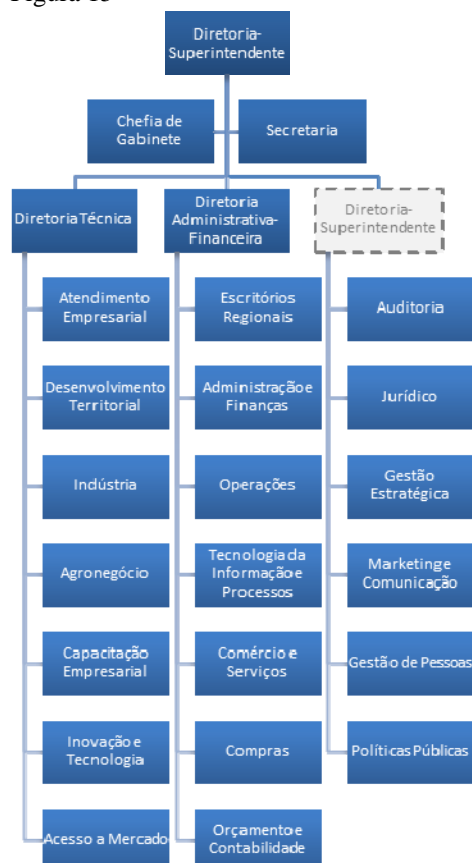 Diretoria-
Superintendente
Chefia de
Gabinete
Secretaria
Diretoria Técnica
Diretoria
Administrativa-
Financeira
Diretoria-
Superintendente
Atendimento
Empresarial
Desenvolvimento
Territorial
Indústria
Agronegócio
Capacitação
Empresarial
Inovação e
Tecnologia
Acesso a Mercado
Escritórios
Regionais
Administração e
Finanças
Operações
Tecnologia da
Informação e
Processos
Comércio e
Serviços
Compras
Orçamento e
Contabilidade
Auditoria
Jurídico
Gestão
Estratégica
Marketing e
Comunicação
Gestão de Pessoas
Políticas Públicas